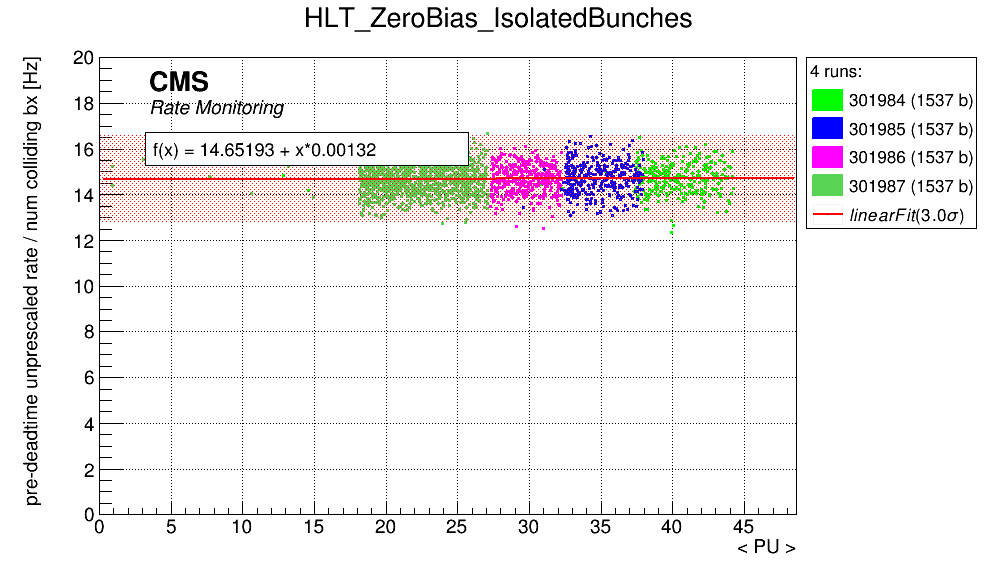 HLT_ZeroBias_IsolatedBunches
pre-deadtime unprescaled rate / num colliding bx [Hz]
20
18
16
14
12
10
8
6
4
2
0
CMS
Rate Monitoring
f(x) = 14.65193 + x*0.00132
0 5 10 15 20 25 30 35 40 45
< PU >
4 runs:
301984 (1537 b)
301985 (1537 b)
301986 (1537 b)
301987 (1537 b)
linearFit(3.0σ)